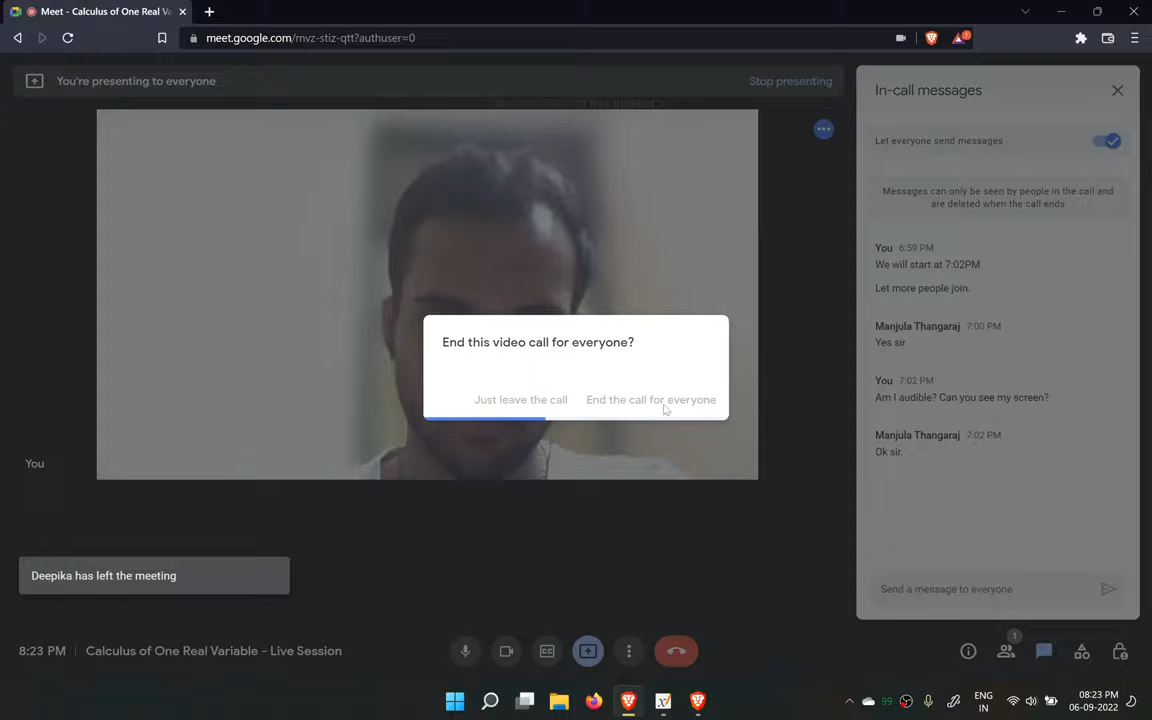 Meet - Calculus of One Real Va
meet.google.com/mvz-stiz-qtt?authuser=0
1
You're presenting to everyone
Stop presenting
In-call messages
Let everyone send messages
Messages can only be seen by people in the call and
are deleted when the call ends
You 6:59 PM
We will start at 7:02PM
Let more people join.
Manjula Thangaraj 7:00 PM
Yes sir
You 7:02 PM
Am I audible? Can you see my screen?
Manjula Thangaraj 7:02 PM
Ok sir.
End this video call for everyone?
Just leave the call
End the call for everyone
You
Deepika has left the meeting
Send a message to everyone
8:23 PM
Calculus of One Real Variable - Live Session
1
99
ENG
IN
08:23 PM
06-09-2022